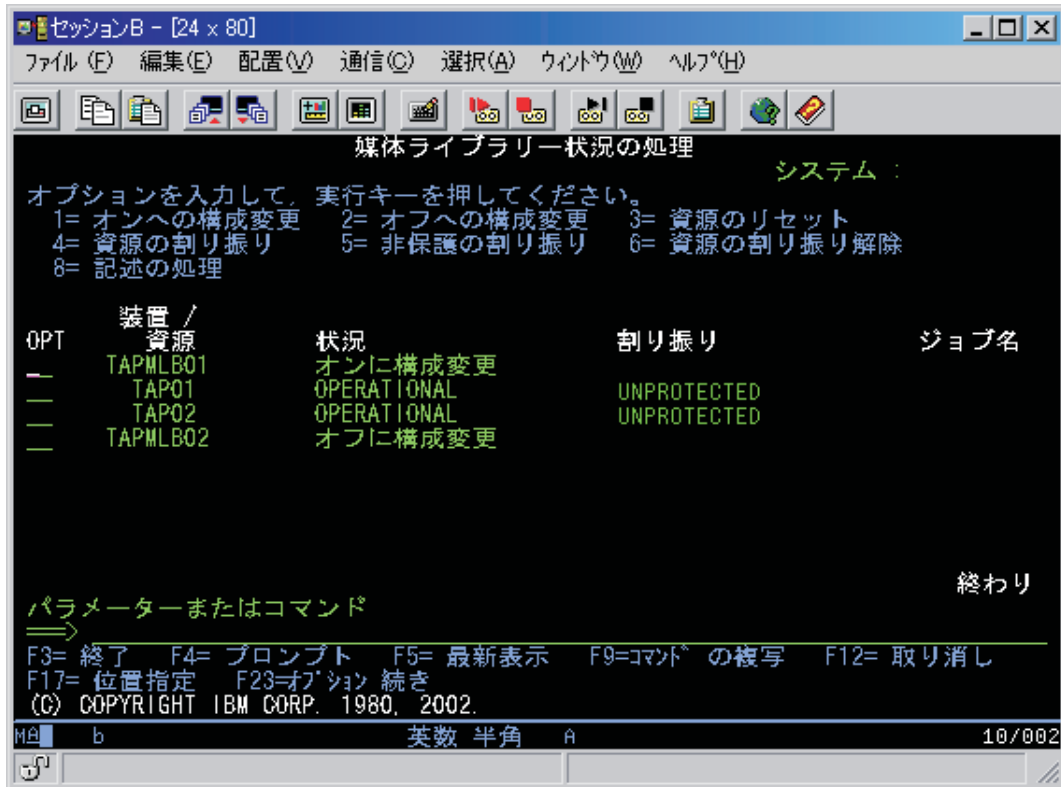 セッションB - [24 x 80]
ファイル (F) 編集(E) 配置(V) 通信(C) 選択(A) ウィンドウ(W) ヘルプ(H)
媒体ライブラリー状況の処理
システム :
オプションを入力して, 実行キーを押してください。
1= オンへの構成変更 2= オフへの構成変更 3= 資源のリセット
4= 資源の割り振り 5= 非保護の割り振り 6= 資源の割り振り解除
8= 記述の処理
装置 /
OPT 資源 状況 割り振り ジョブ名
__ TAPMLB01 オンに構成変更
__ TAP01 OPERATIONAL UNPROTECTED
__ TAP02 OPERATIONAL UNPROTECTED
__ TAPMLB02 オフに構成変更
終わり
パラメーターまたはコマンド
==>
F3= 終了 F4= プロンプト F5= 最新表示 F9=コマンド の複写 F12= 取り消し
F17= 位置指定 F23=オプション 続き
(C) COPYRIGHT IBM CORP. 1980, 2002.
MA b 英数 半角 A 10/002